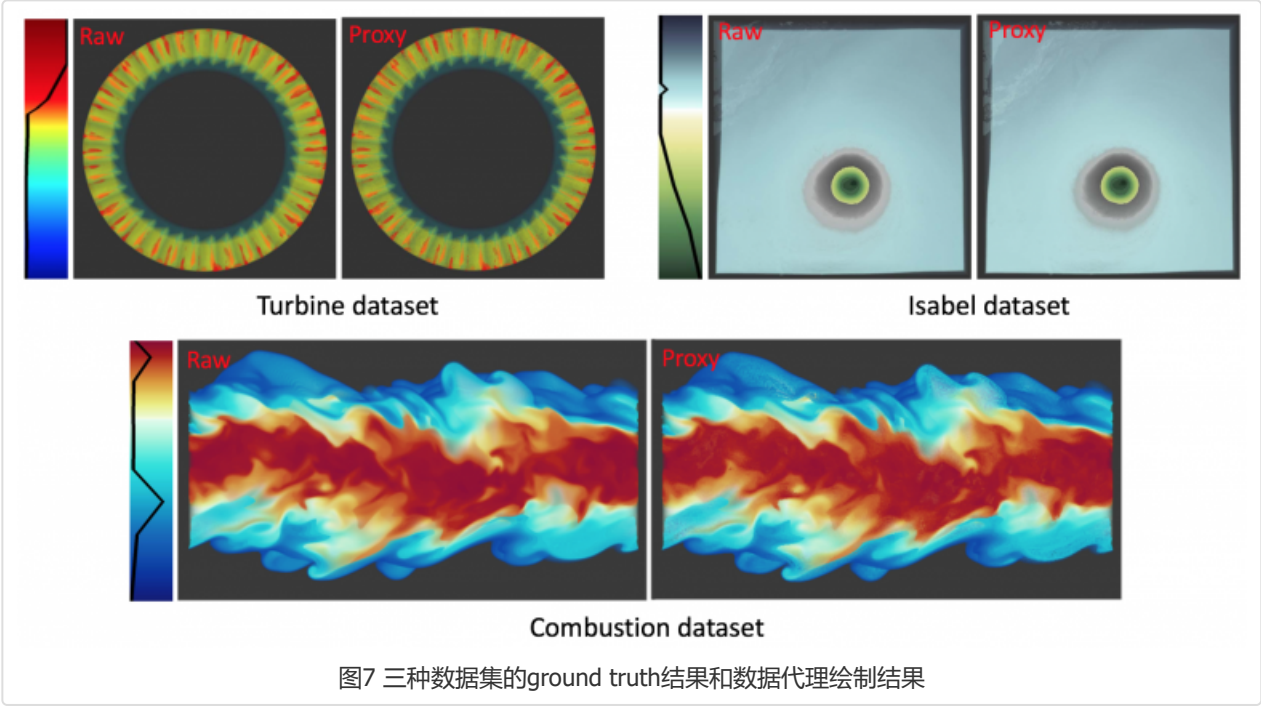 Raw
Proxy
Raw
Proxy
Turbine dataset
Isabel dataset
Raw
Proxy
Combustion dataset
图7 三种数据集的ground truth结果和数据代理绘制结果